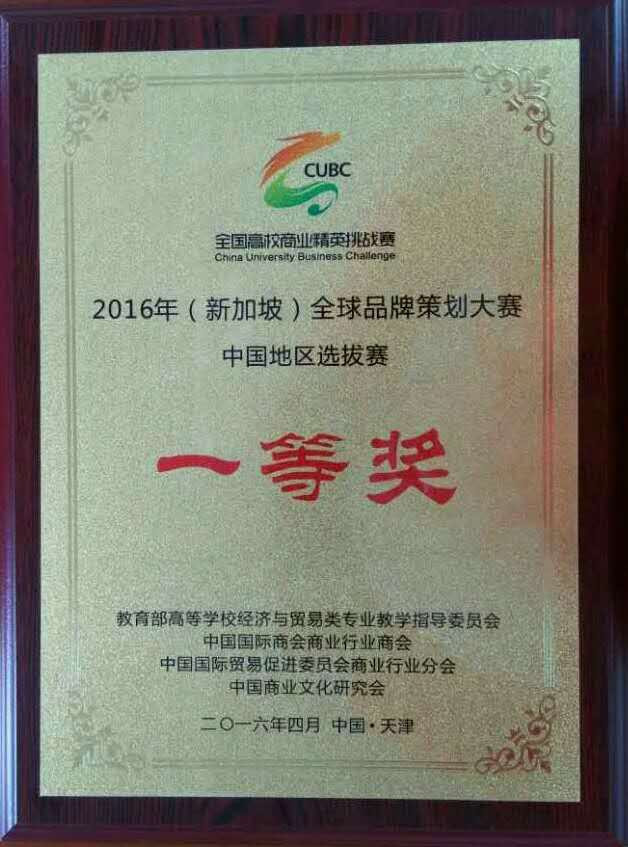 CUBC
全国高校商业精英挑战赛
China University Business Challenge
2016年（新加坡）全球品牌策划大赛
中国地区选拔赛
一等奖
教育部高等学校经济与贸易类专业教学指导委员会
中国国际商会商业行业商会
中国国际贸易促进委员会商业行业分会
中国商业文化研究会
二〇一六年四月 中国·天津